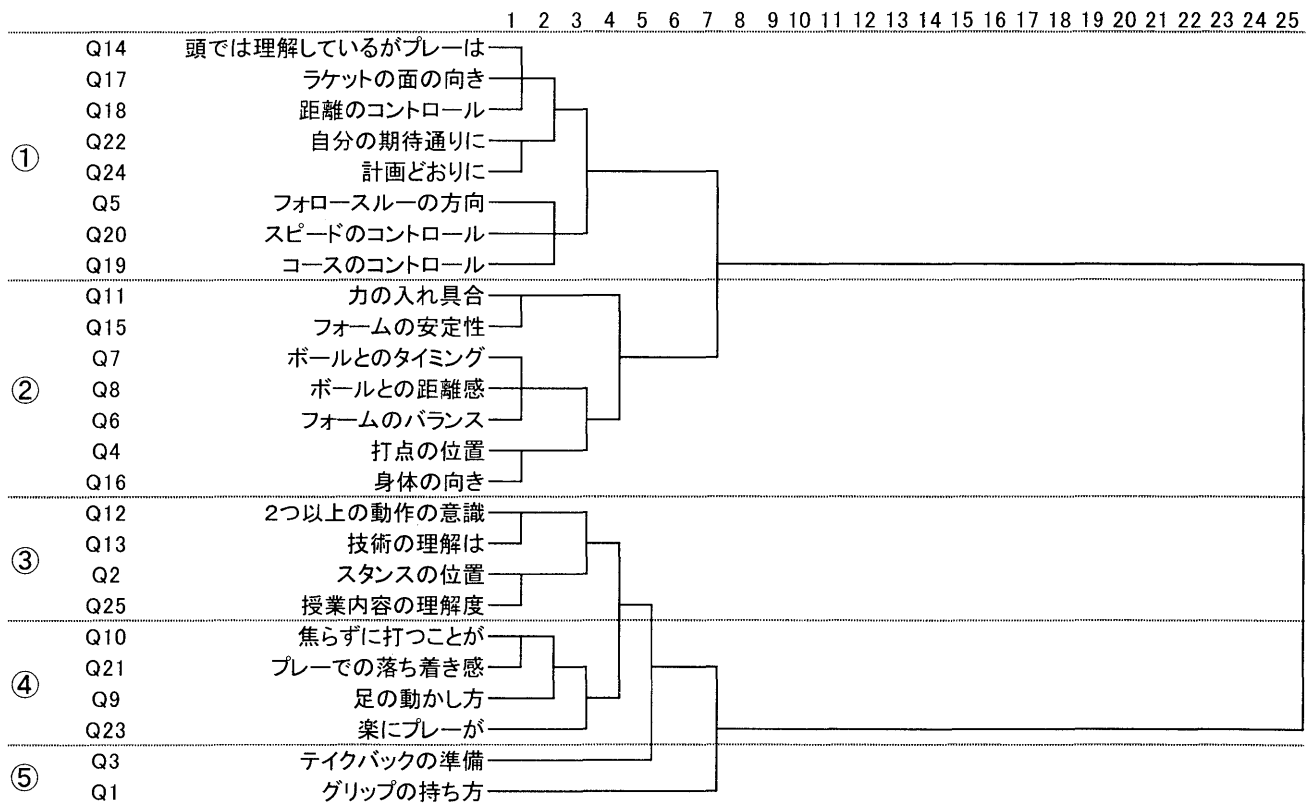 1 2 3 4 5 6 7 8 9 10 11 12 13 14 15 16 17 18 19 20 21 22 23 24 25
Q14 頭では理解しているがプレーは
Q17 ラケットの面の向き
Q18 距離のコントロール
Q22 自分の期待通りに
① Q24 計画どおりに
Q5 フォロースルーの方向
Q20 スピードのコントロール
Q19 コースのコントロール
Q11 力の入れ具合
Q15 フォームの安定性
Q7 ボールとのタイミング
② Q8 ボールとの距離感
Q6 フォームのバランス
Q4 打点の位置
Q16 身体の向き
Q12 2つ以上の動作の意識
Q13 技術の理解は
③ Q2 スタンスの位置
Q25 授業内容の理解度
Q10 焦らずに打つことが
Q21 プレーでの落ち着き感
④ Q9 足の動かし方
Q23 楽にプレーが
Q3 テイクバックの準備
⑤ Q1 グリップの持ち方